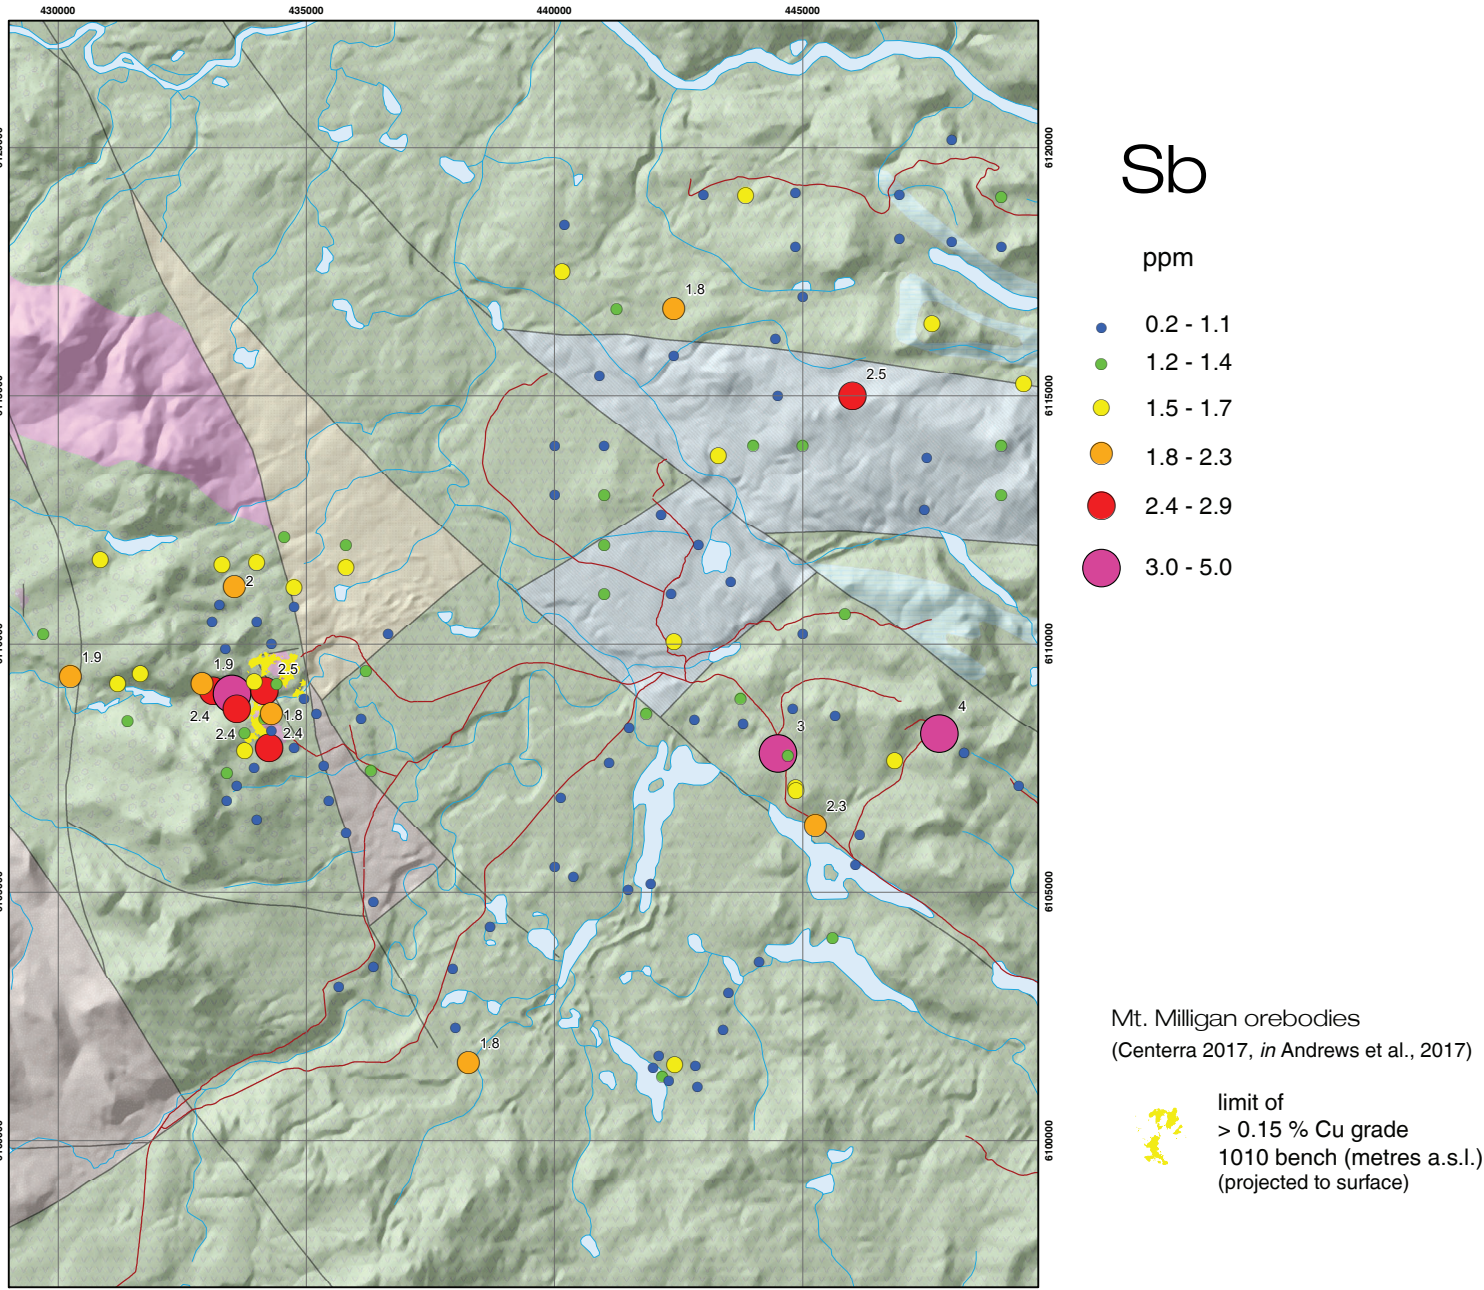 430000
435000
440000
445000
6120000
6115000
6110000
6105000
6100000
Sb
ppm
0.2 - 1.1
1.2 - 1.4
1.5 - 1.7
1.8 - 2.3
2.4 - 2.9
3.0 - 5.0
1.8
2.5
2
1.9
1.9
2.5
2.4
1.8
2.4
2.4
3
4
2.3
1.8
Mt. Milligan orebodies
(Centerra 2017, in Andrews et al., 2017)
limit of
> 0.15 % Cu grade
1010 bench (metres a.s.l.)
(projected to surface)